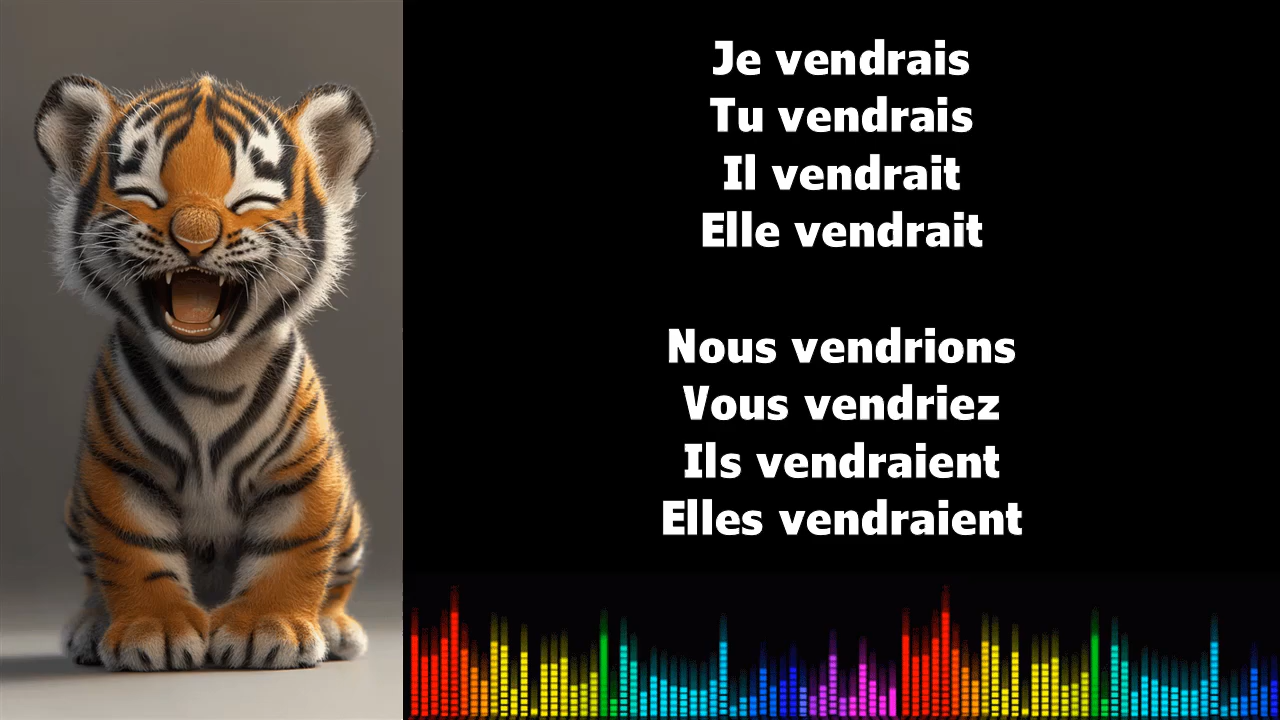 Je vendrais
Tu vendrais
Il vendrait
Elle vendrait
Nous vendrions
Vous vendriez
Ils vendraient
Elles vendraient